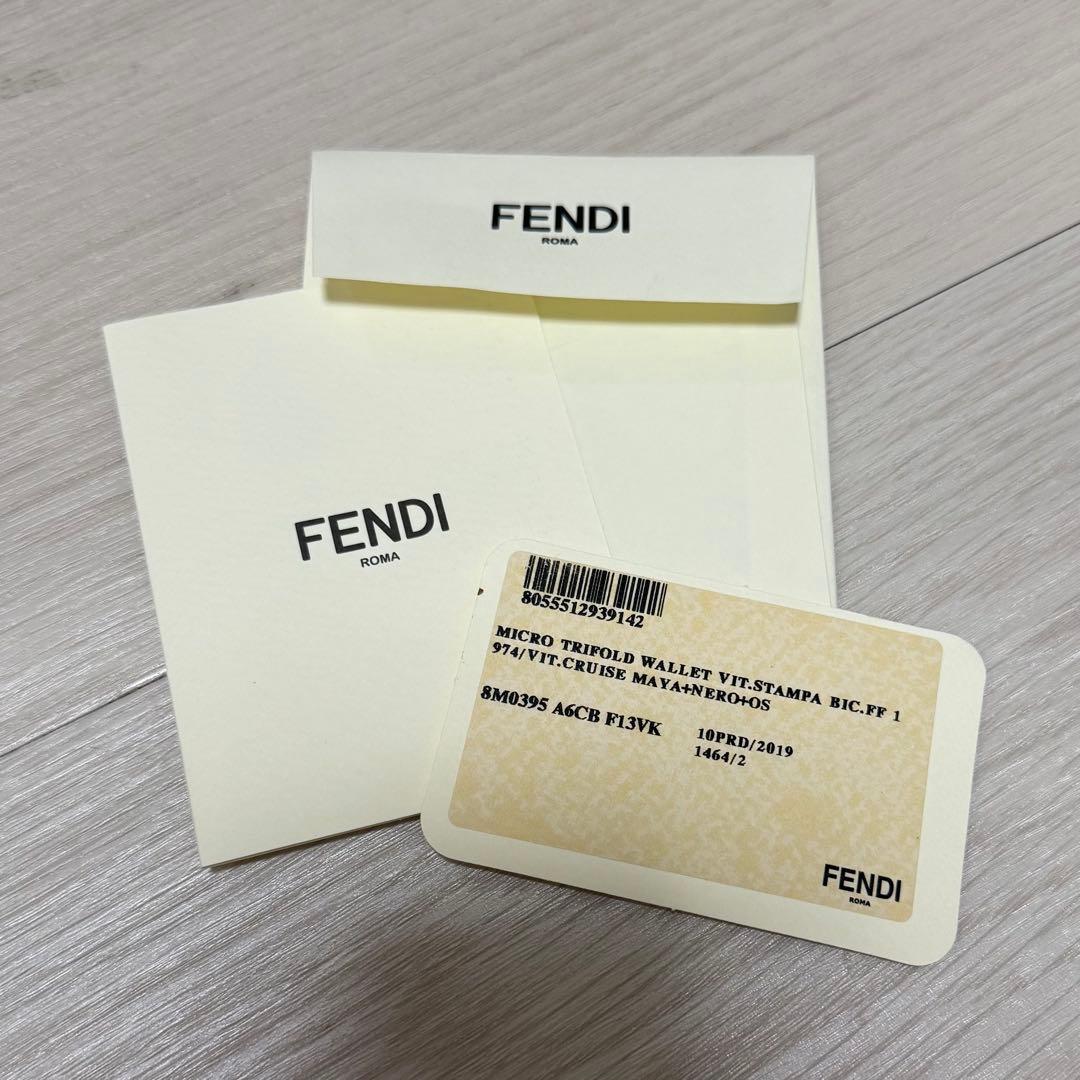 FENDI
ROMA
FENDI
ROMA
8055512939142
MICRO TRIFOLD WALLET VIT.STAMPA BIC.FF 1
974/VIT.CRUISE MAYA+NERO+OS
8M0395 A6CB F13VK
10PRD/2019
1464/2
FENDI
ROMA